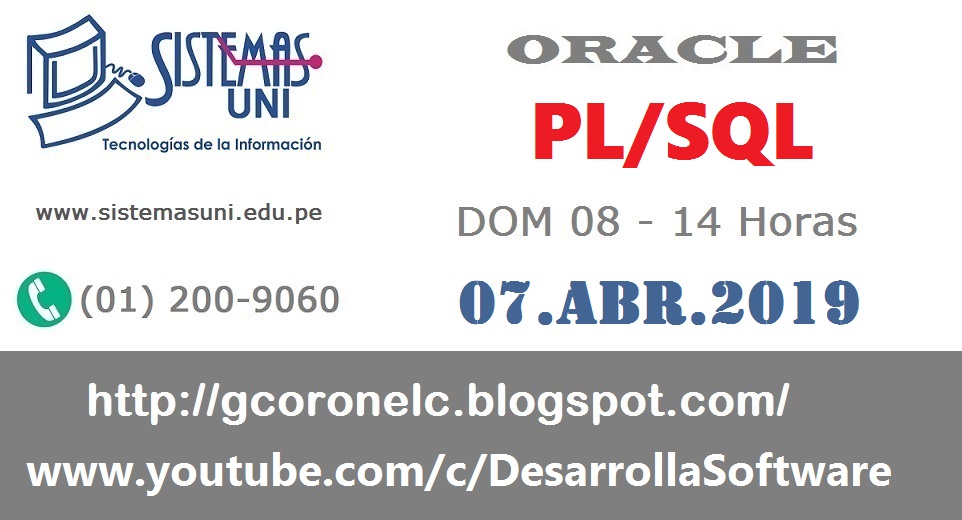 SISTEMAS
UNI
Tecnologías de la Información
www.sistemasuni.edu.pe
(01) 200-9060
ORACLE
PL/SQL
DOM 08 - 14 Horas
07.ABR.2019
http://gcoronelc.blogspot.com/
www.youtube.com/c/DesarrollaSoftware